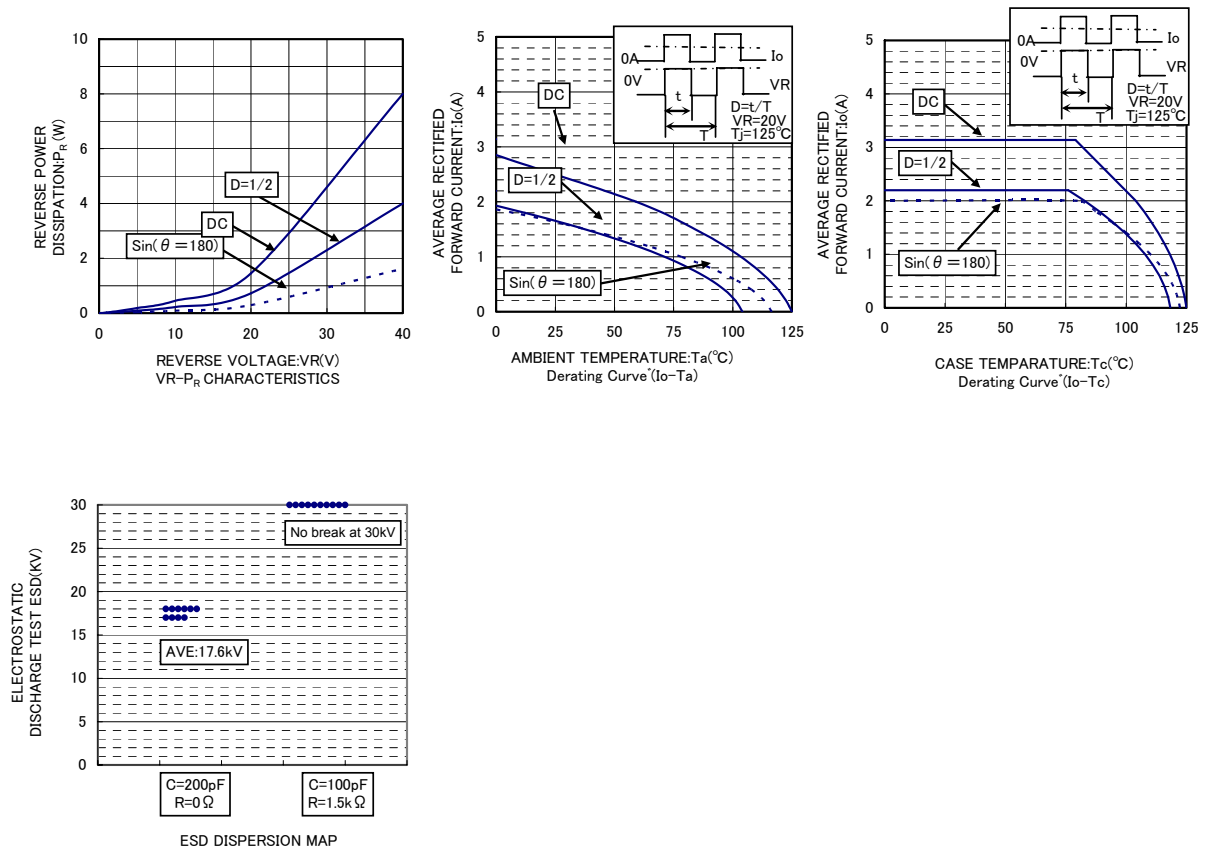 10
8
6
4
2
0
REVERSE POWER
DISSIPATION:PR (W)
D=1/2
DC
Sin(θ=180)
0 10 20 30 40
REVERSE VOLTAGE:VR(V)
VR-PR CHARACTERISTICS
5
4
3
2
1
0
AVERAGE RECTIFIED
FORWARD CURRENT:Io(A)
0A
Io
0V
VR
t
T
D=t/T
VR=20V
Tj=125℃
DC
D=1/2
Sin(θ=180)
0 25 50 75 100 125
AMBIENT TEMPERATURE:Ta(℃)
Derating Curve*(Io-Ta)
5
4
3
2
1
0
AVERAGE RECTIFIED
FORWARD CURRENT:Io(A)
0A
Io
0V
VR
t
T
D=t/T
VR=20V
Tj=125℃
DC
D=1/2
Sin(θ=180)
0 25 50 75 100 125
CASE TEMPARATURE:Tc(℃)
Derating Curve*(Io-Tc)
30
25
20
15
10
5
0
ELECTROSTATIC
DISCHARGE TEST ESD(KV)
No break at 30kV
AVE:17.6kV
C=200pF
R=0Ω
C=100pF
R=1.5kΩ
ESD DISPERSION MAP